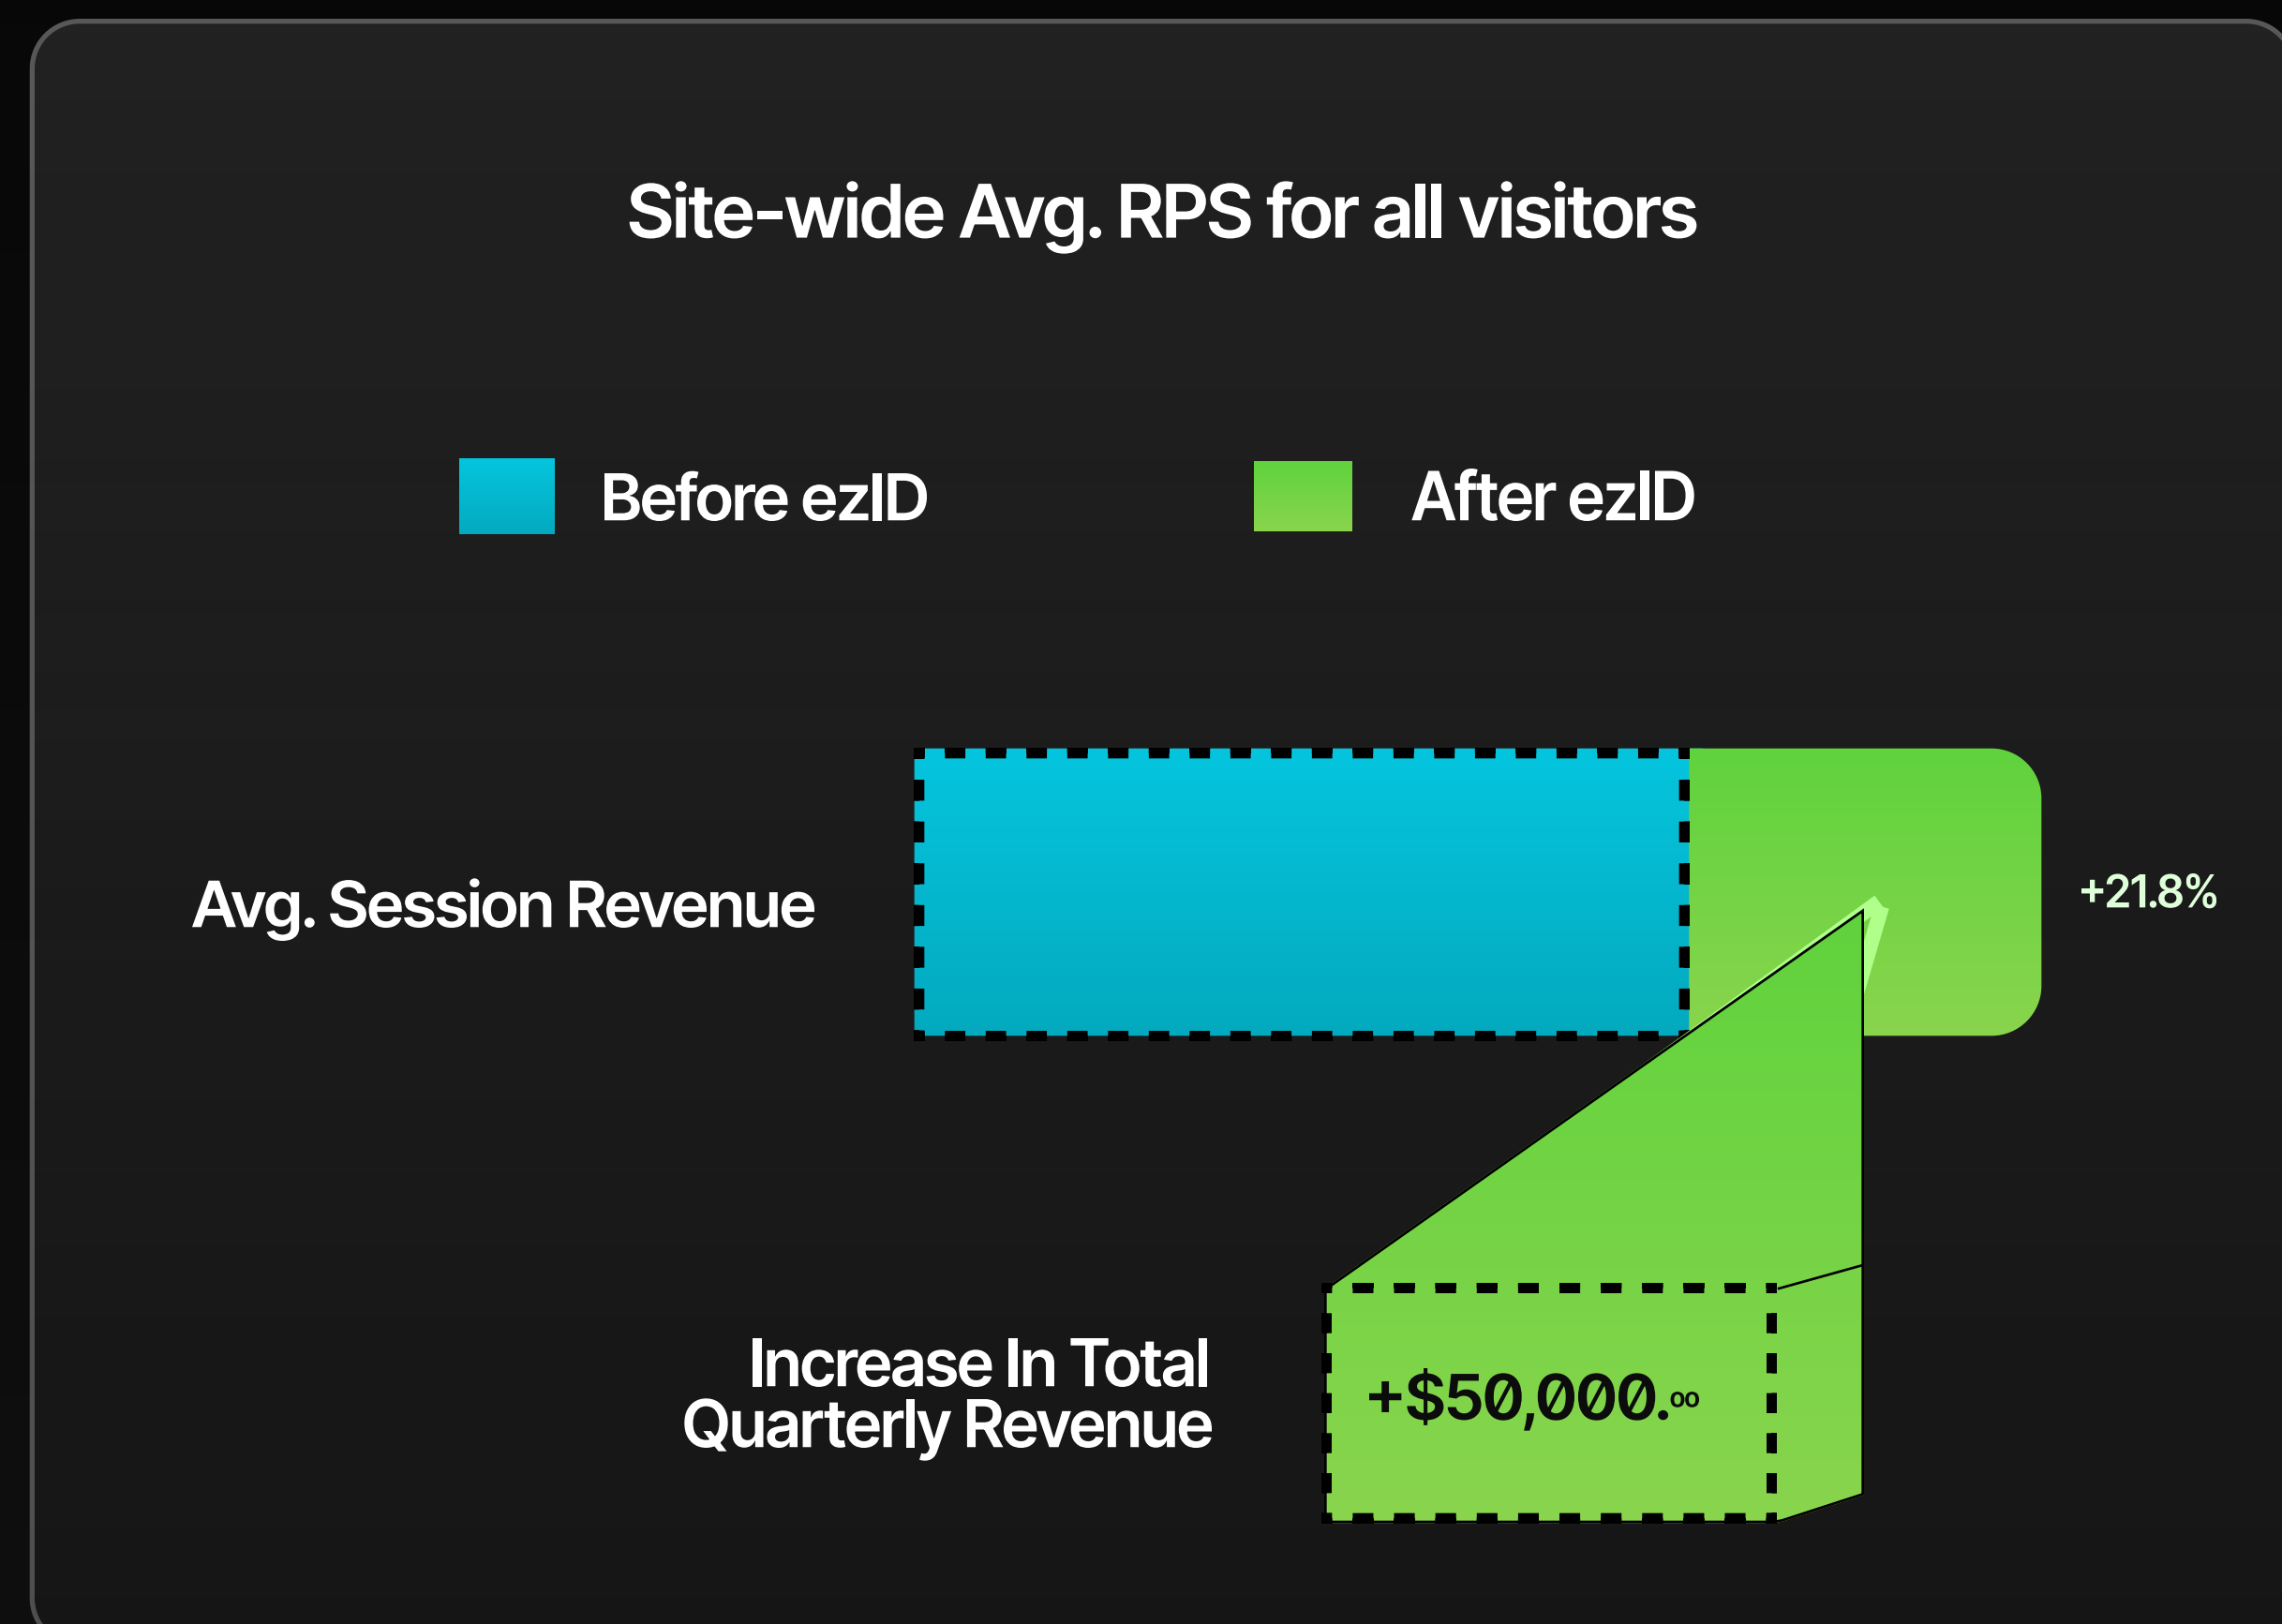 Site-wide Avg. RPS for all visitors
Before ezID
After ezID
Avg. Session Revenue
+21.8%
Increase In Total
Quarterly Revenue
+$50,000.⁰⁰